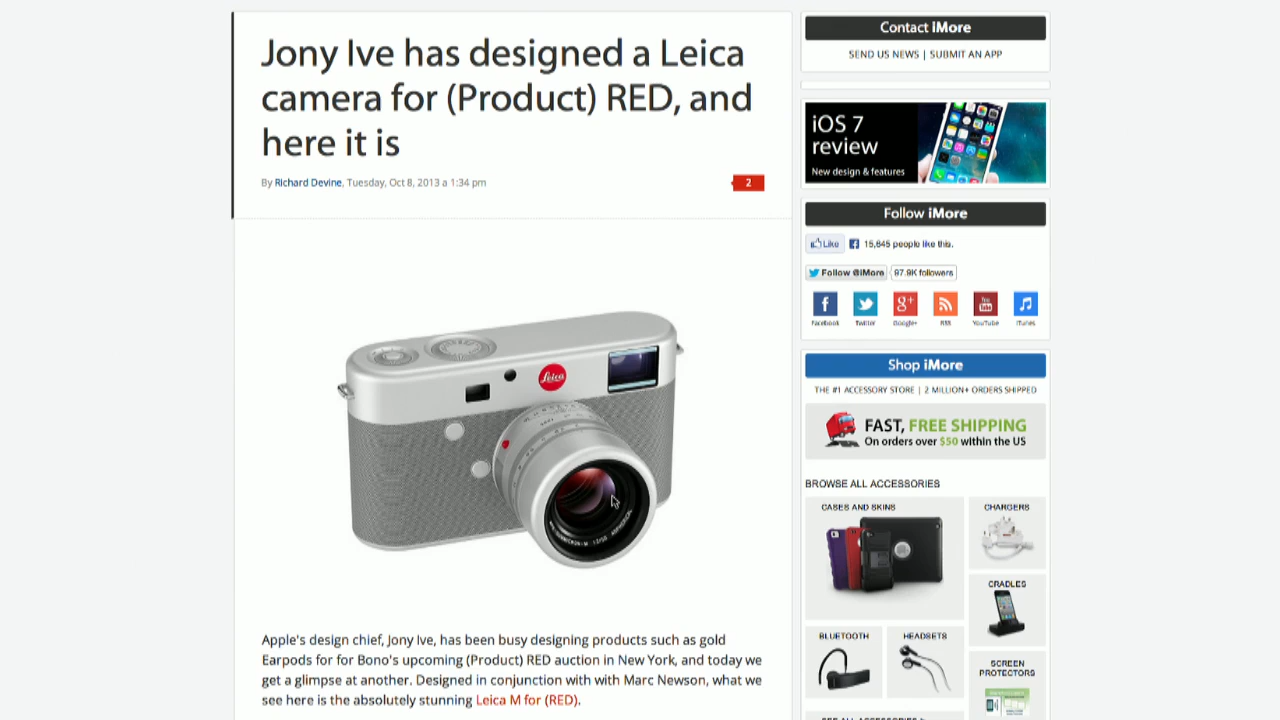 Jony Ive has designed a Leica
camera for (Product) RED, and
here it is
By Richard Devine, Tuesday, Oct 8, 2013 a 1:34 pm
2
Leica
Apple's design chief, Jony Ive, has been busy designing products such as gold
Earpods for for Bono's upcoming (Product) RED auction in New York, and today we
get a glimpse at another. Designed in conjunction with with Marc Newson, what we
see here is the absolutely stunning Leica M for (RED).
Contact iMore
SEND US NEWS | SUBMIT AN APP
iOS 7
review
New design & features
Follow iMore
Like 15,645 people like this.
Follow @iMore 97.9K followers
Facebook Twitter Google+ RSS YouTube iTunes
Shop iMore
THE #1 ACCESSORY STORE | 2 MILLION+ ORDERS SHIPPED
FAST, FREE SHIPPING
On orders over $50 within the US
BROWSE ALL ACCESSORIES
CASES AND SKINS
CHARGERS
CRADLES
BLUETOOTH
HEADSETS
SCREEN
PROTECTORS